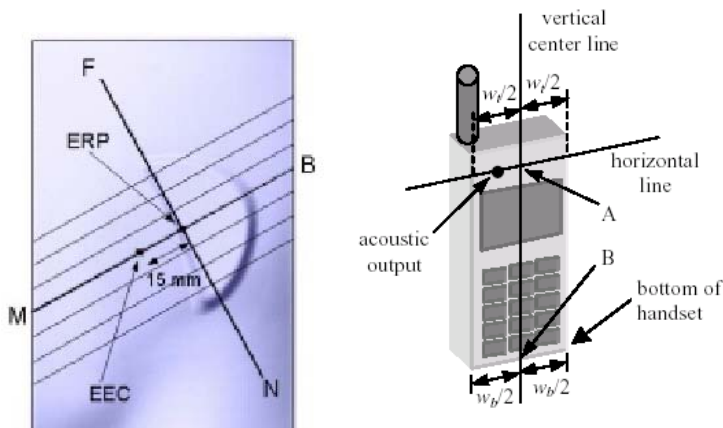 F
ERP
B
15 mm
M
EEC
N
vertical
center line
w_t/2
w_t/2
horizontal
line
A
acoustic
output
B
bottom of
handset
w_b/2
w_b/2